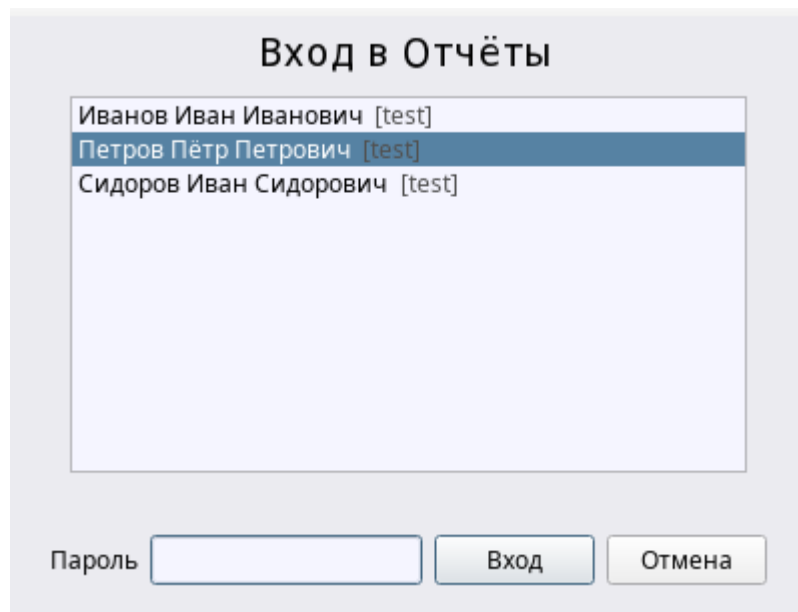 Вход в Отчёты
Иванов Иван Иванович [test]
Петров Пётр Петрович [test]
Сидоров Иван Сидорович [test]
Пароль Вход Отмена